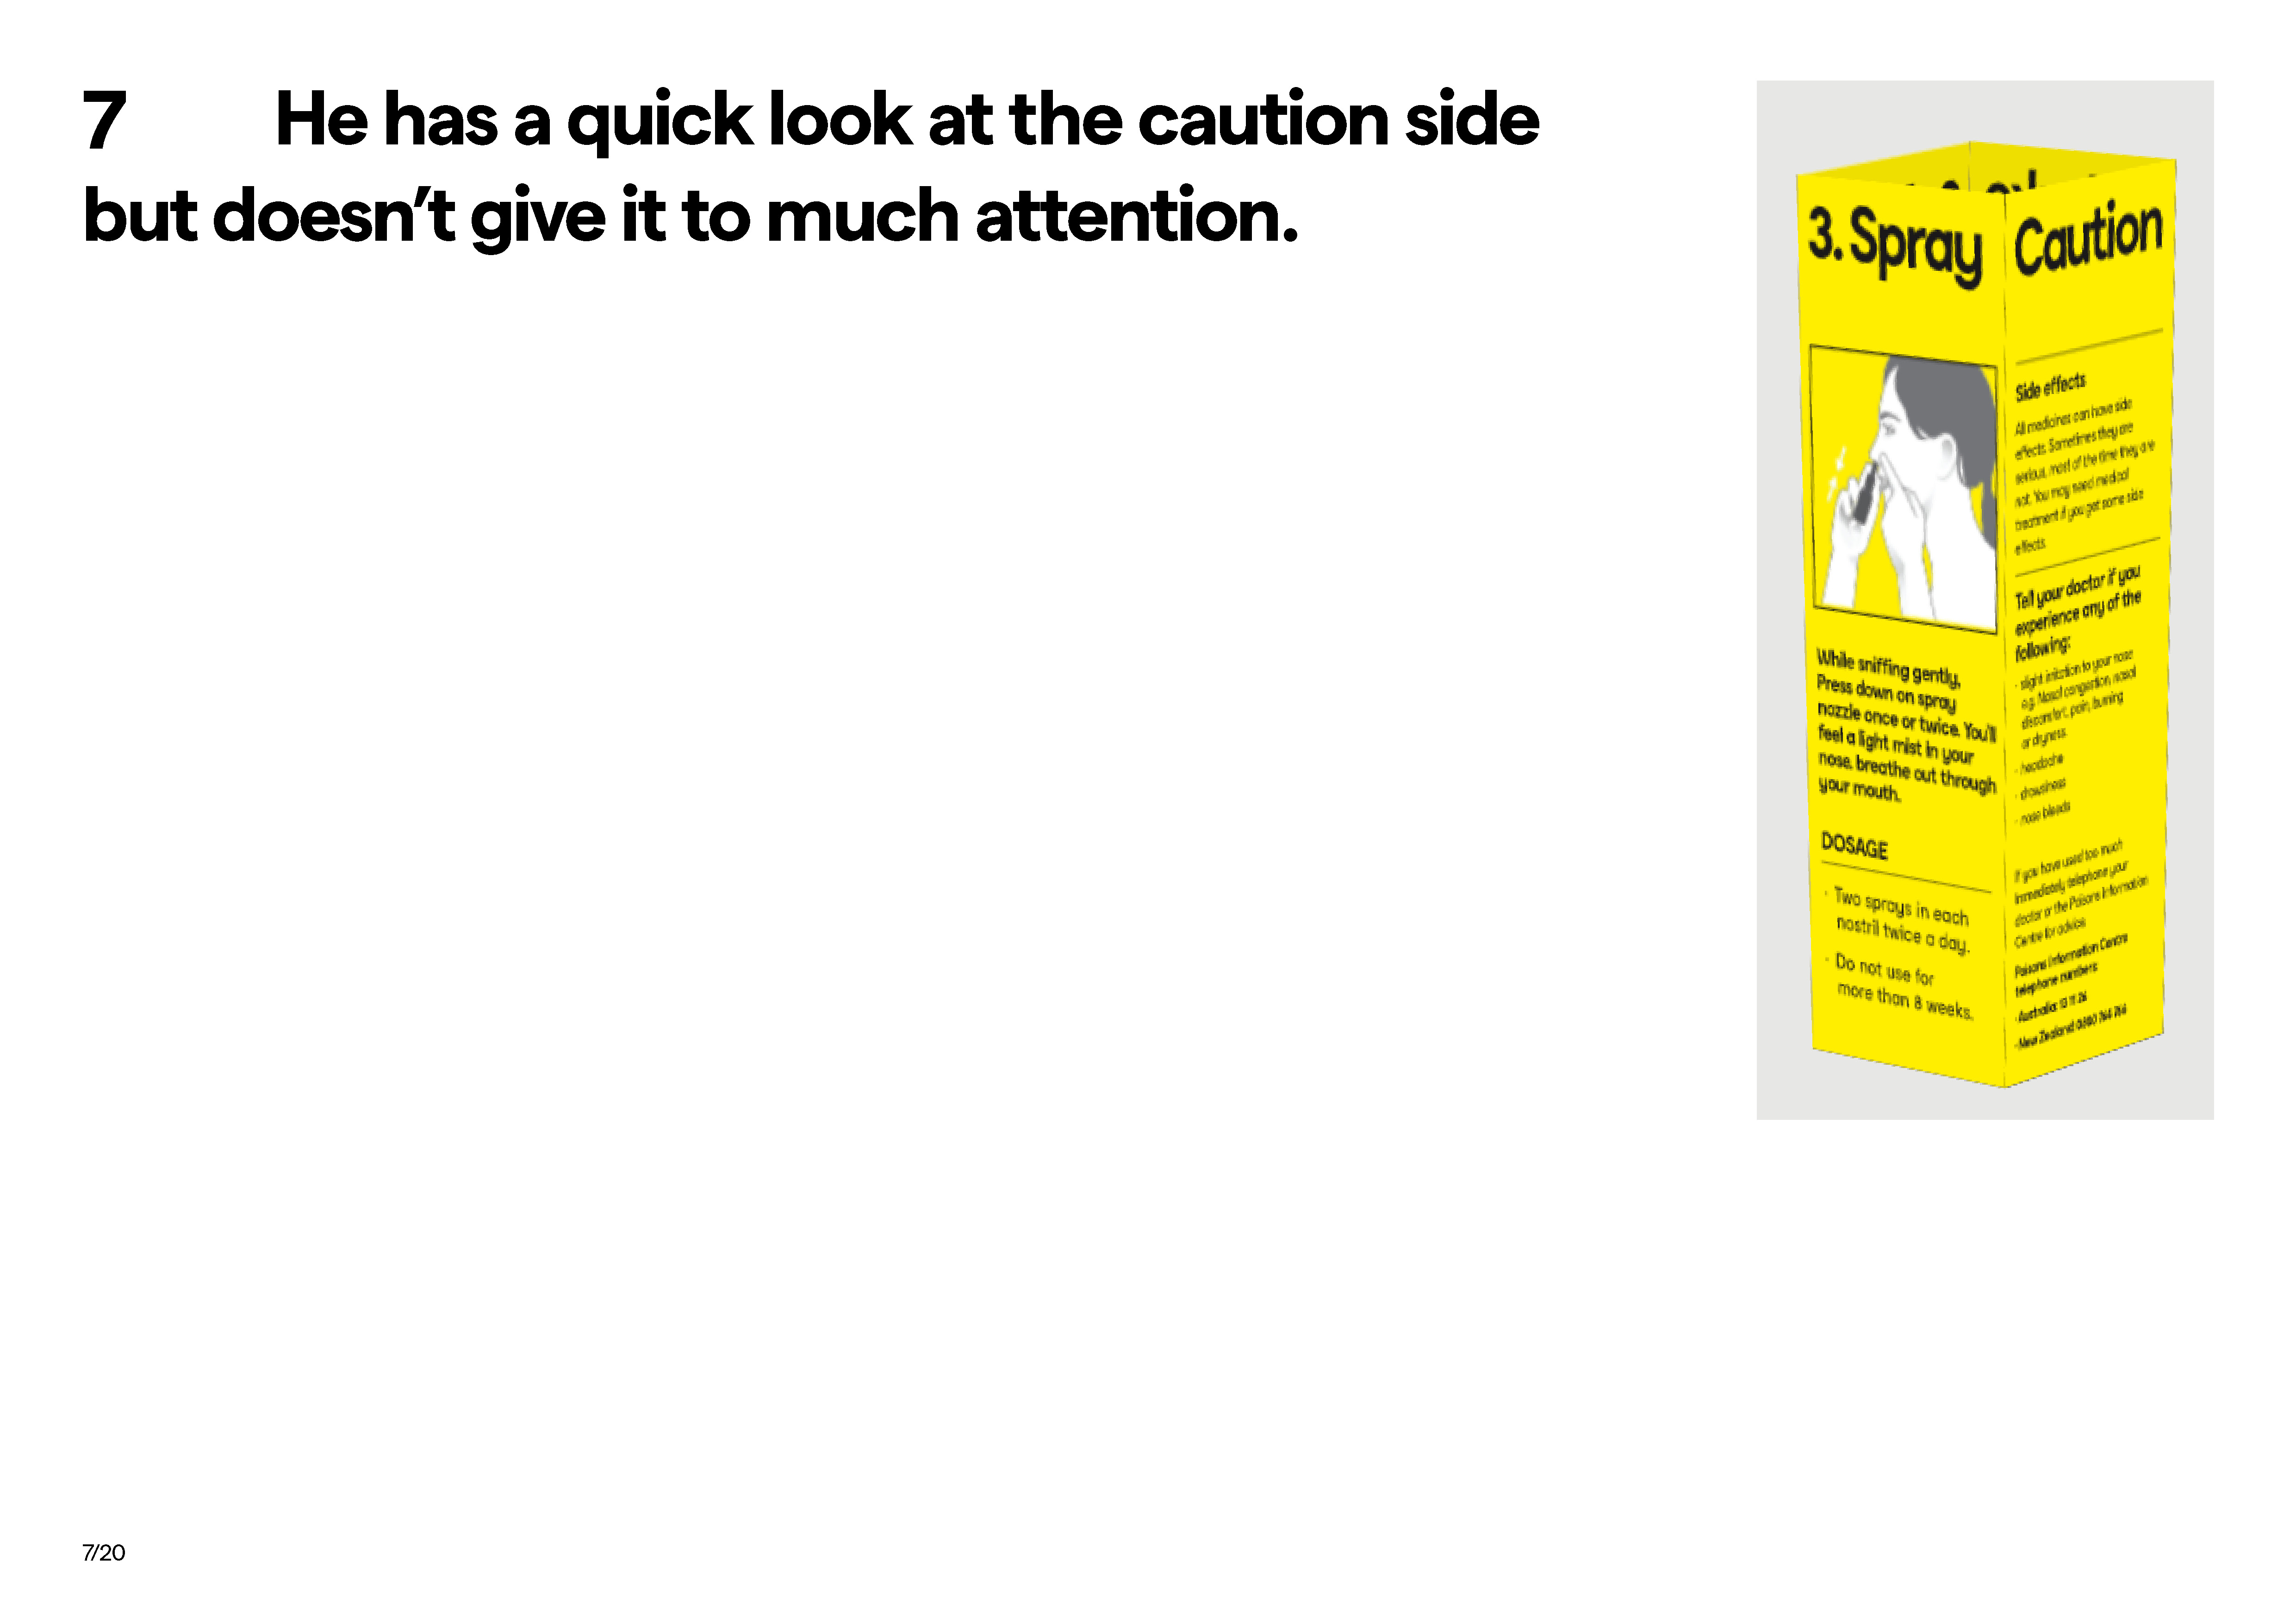 7 He has a quick look at the caution side
but doesn’t give it to much attention.
3. Spray
While sniffing gently,
Press down on spray
nozzle once or twice. You'll
feel a light mist in your
nose. breathe out through
your mouth.
DOSAGE
· Two sprays in each
nostril twice a day.
· Do not use for
more than 8 weeks.
Caution
Side effects
All medicines can have side
effects. Sometimes they are
serious, most of the time they are
not. You may need medical
treatment if you get some side
effects.
Tell your doctor if you
experience any of the
following:
- slight irritation to your nose
e.g. Nasal congestion, nasal
discomfort, pain, burning
or dryness.
- headache
- drowsiness
- nose bleeds
If you have used too much
Immediately telephone your
doctor or the Poisons Information
Centre for advice.
Poisons Information Centre
telephone numbers:
-Australia: 13 11 26
-New Zealand: 0800 764 766
7/20